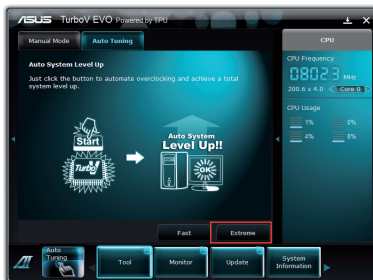 ASUS TurboV EVO Powered by TPU
Manual Mode
Auto Tuning
CPU
Auto System Level Up
Just click the button to automate overclocking and achieve a total
system level up.
CPU Frequency
0802.3 MHz
200.6 x 4.0 < Core 0 >
CPU Usage
1% 0%
4% 8%
Start
Turbo!
Auto System
Level Up!!
OK
Fast
Extreme
Auto
Tuning
Tool
Monitor
Update
System
Information